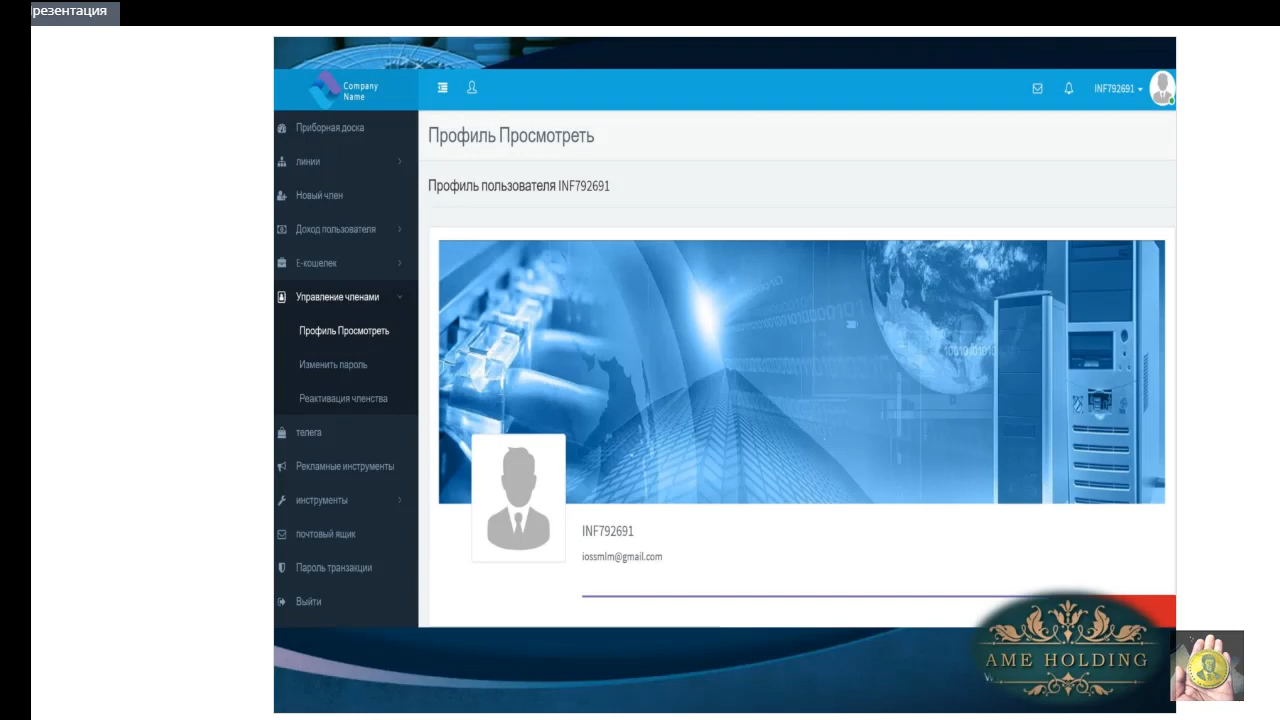 резентация
Company
Name
INF792691
Приборная доска
линии
Новый член
Доход пользователя
Е-кошелек
Управление членами
Профиль Просмотреть
Изменить пароль
Реактивация членства
телега
Рекламные инструменты
инструменты
почтовый ящик
Пароль транзакции
Выйти
Профиль Просмотреть
Профиль пользователя INF792691
INF792691
iossmlm@gmail.com
AME HOLDING